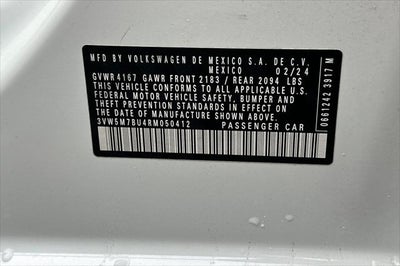 MFD BY VOLKSWAGEN DE MEXICO S.A. DE C.V.
MEXICO 02/24
GVWR 4167 GAWR FRONT 2183 / REAR 2094 LBS
THIS VEHICLE CONFORMS TO ALL APPLICABLE U.S.
FEDERAL MOTOR VEHICLE SAFETY, BUMPER AND
THEFT PREVENTION STANDARDS IN EFFECT ON
THE DATE OF MANUFACTURE SHOWN ABOVE.
3VW5M7BU4RM050412 PASSENGER CAR
0661242 3917 M